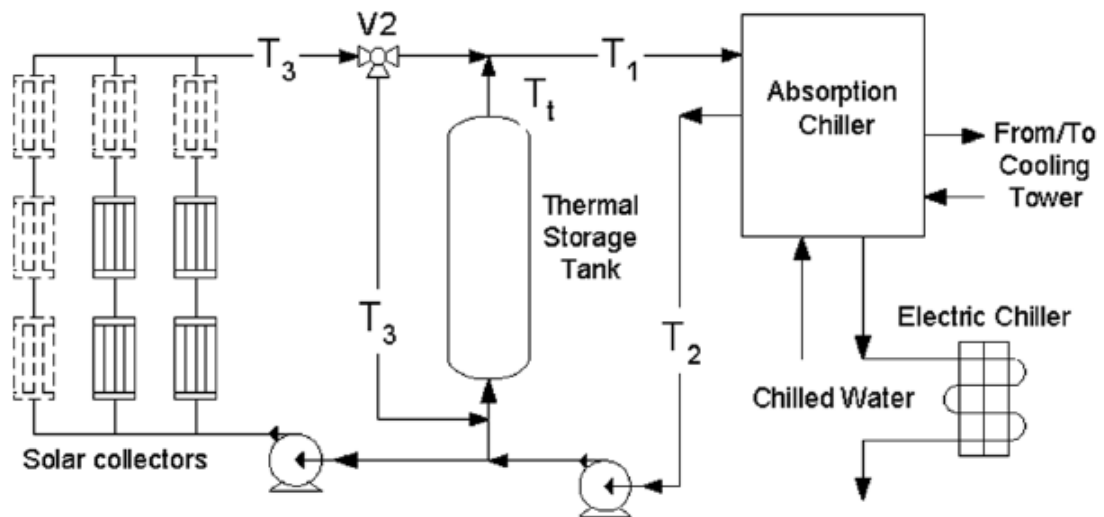 V2
T3
T1
Tt
Absorption
Chiller
From/To
Cooling
Tower
Thermal
Storage
Tank
T3
T2
Electric Chiller
Chilled Water
Solar collectors